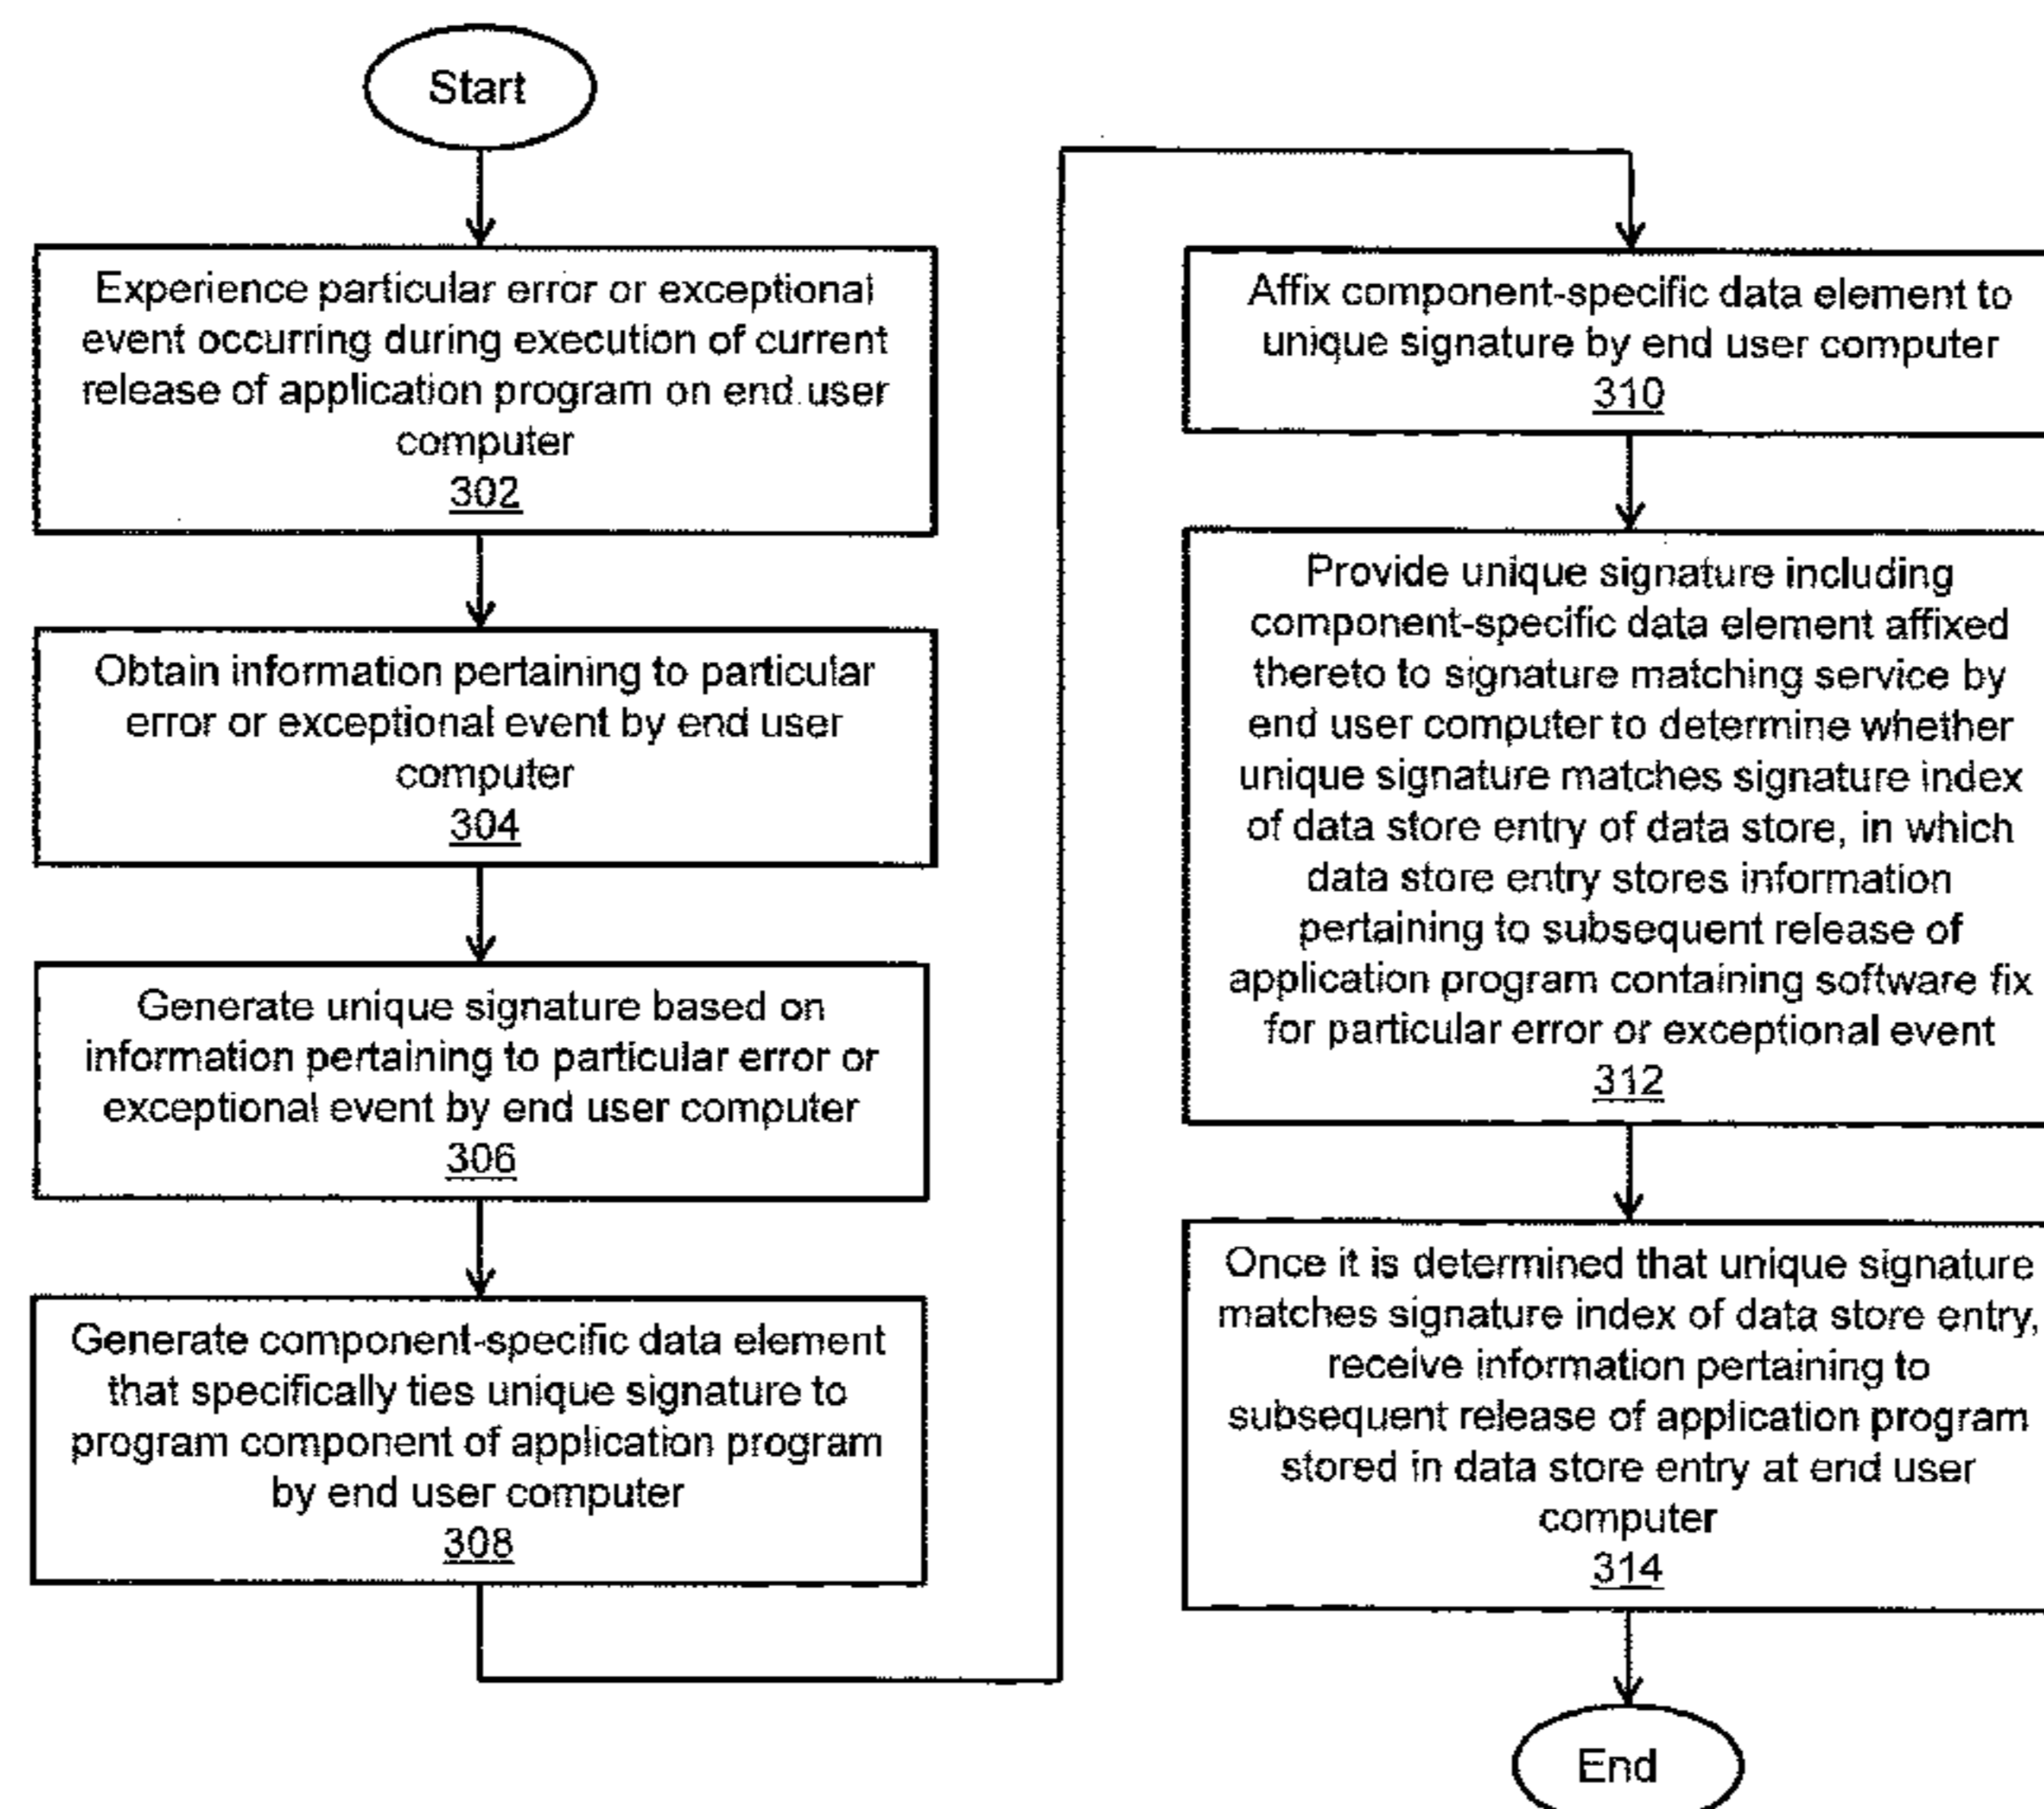 Start
Experience particular error or exceptional
event occurring during execution of current
release of application program on end user
computer
302
Obtain information pertaining to particular
error or exceptional event by end user
computer
304
Generate unique signature based on
information pertaining to particular error or
exceptional event by end user computer
306
Generate component-specific data element
that specifically ties unique signature to
program component of application program
by end user computer
308
Affix component-specific data element to
unique signature by end user computer
310
Provide unique signature including
component-specific data element affixed
thereto to signature matching service by
end user computer to determine whether
unique signature matches signature index
of data store entry of data store, in which
data store entry stores information
pertaining to subsequent release of
application program containing software fix
for particular error or exceptional event
312
Once it is determined that unique signature
matches signature index of data store entry,
receive information pertaining to
subsequent release of application program
stored in data store entry at end user
computer
314
End